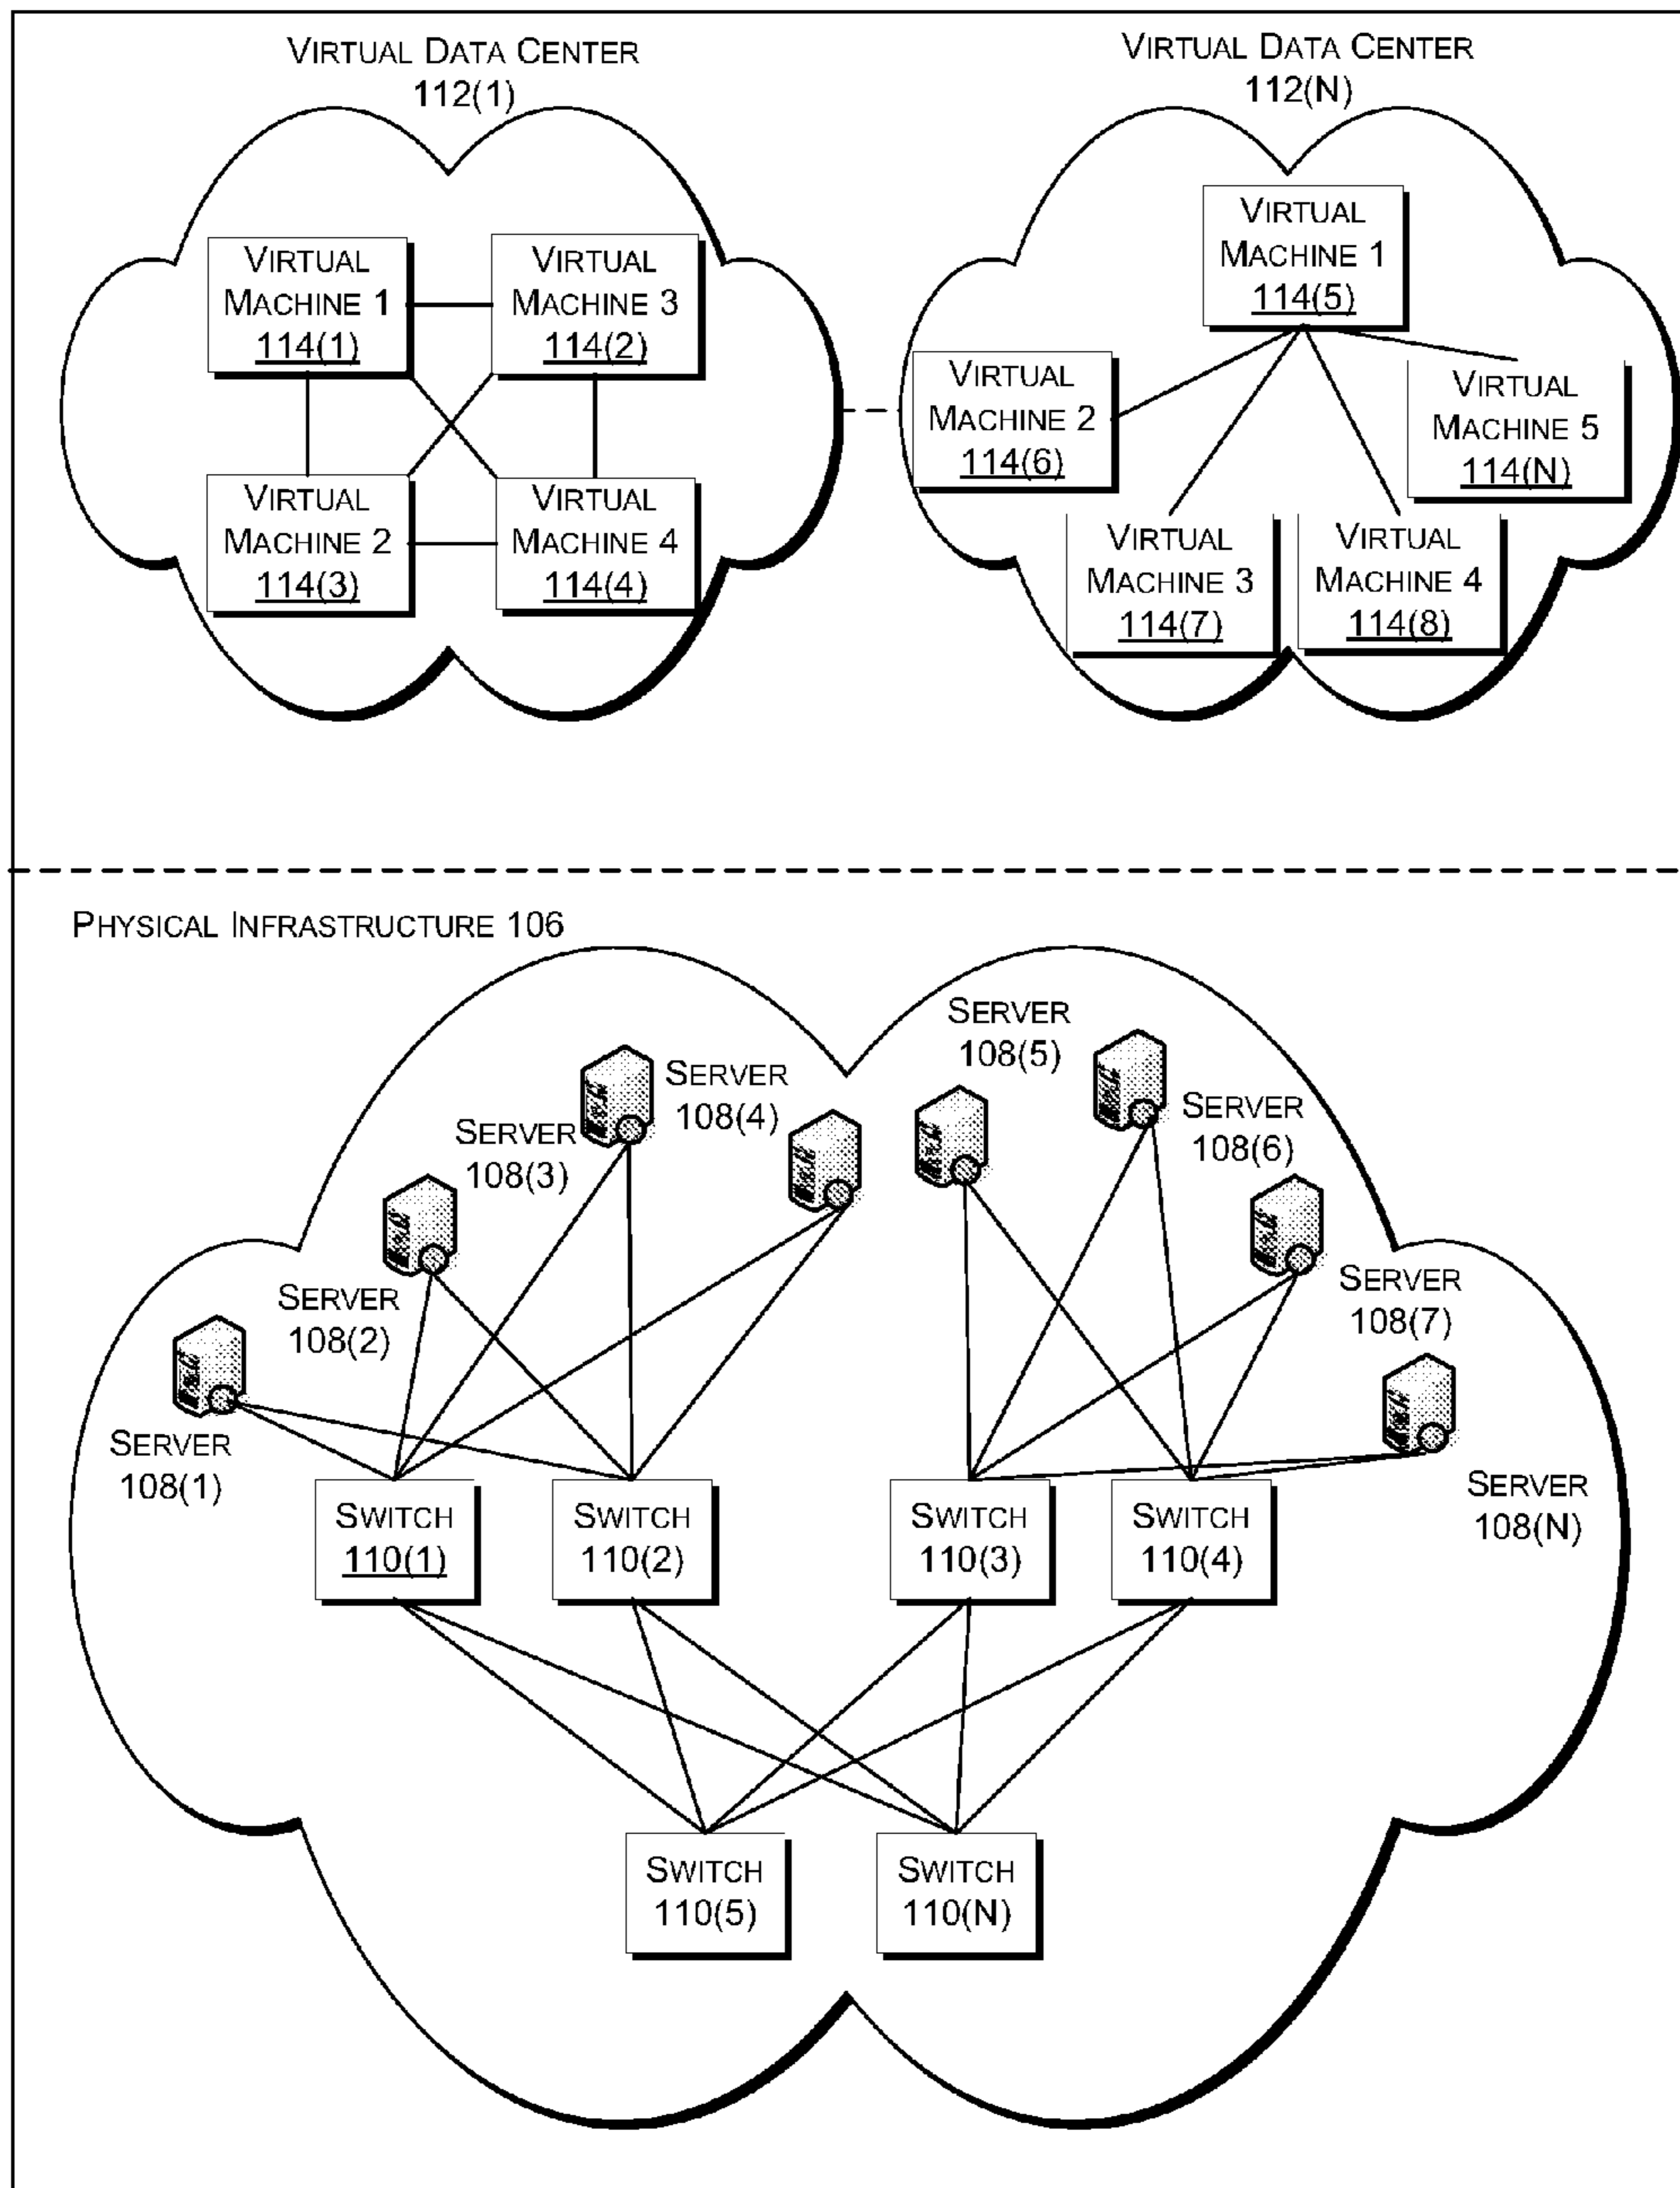 VIRTUAL DATA CENTER
112(1)
VIRTUAL DATA CENTER
112(N)
VIRTUAL
MACHINE 1
114(1)
VIRTUAL
MACHINE 3
114(2)
VIRTUAL
MACHINE 2
114(3)
VIRTUAL
MACHINE 4
114(4)
VIRTUAL
MACHINE 1
114(5)
VIRTUAL
MACHINE 2
114(6)
VIRTUAL
MACHINE 5
114(N)
VIRTUAL
MACHINE 3
114(7)
VIRTUAL
MACHINE 4
114(8)
PHYSICAL INFRASTRUCTURE 106
SERVER
108(1)
SERVER
108(2)
SERVER
108(3)
SERVER
108(4)
SERVER
108(5)
SERVER
108(6)
SERVER
108(7)
SERVER
108(N)
SWITCH
110(1)
SWITCH
110(2)
SWITCH
110(3)
SWITCH
110(4)
SWITCH
110(5)
SWITCH
110(N)